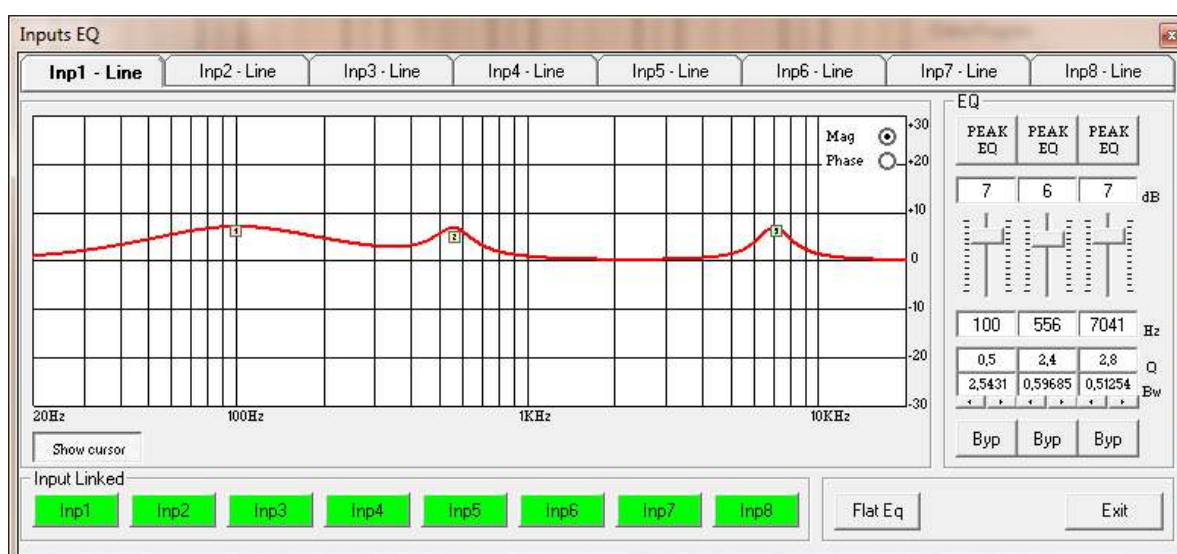 Inputs EQ
Inp1 - Line Inp2 - Line Inp3 - Line Inp4 - Line Inp5 - Line Inp6 - Line Inp7 - Line Inp8 - Line
EQ
Mag
Phase
+30
+20
+10
0
-10
-20
-30
1
2
3
20Hz 100Hz 1KHz 10KHz
Show cursor
PEAK EQ PEAK EQ PEAK EQ
7 6 7 dB
100 556 7041 Hz
0,5 2,4 2,8 Q
2,5431 0,59685 0,51254 Bw
Byp Byp Byp
Input Linked
Inp1 Inp2 Inp3 Inp4 Inp5 Inp6 Inp7 Inp8
Flat Eq Exit